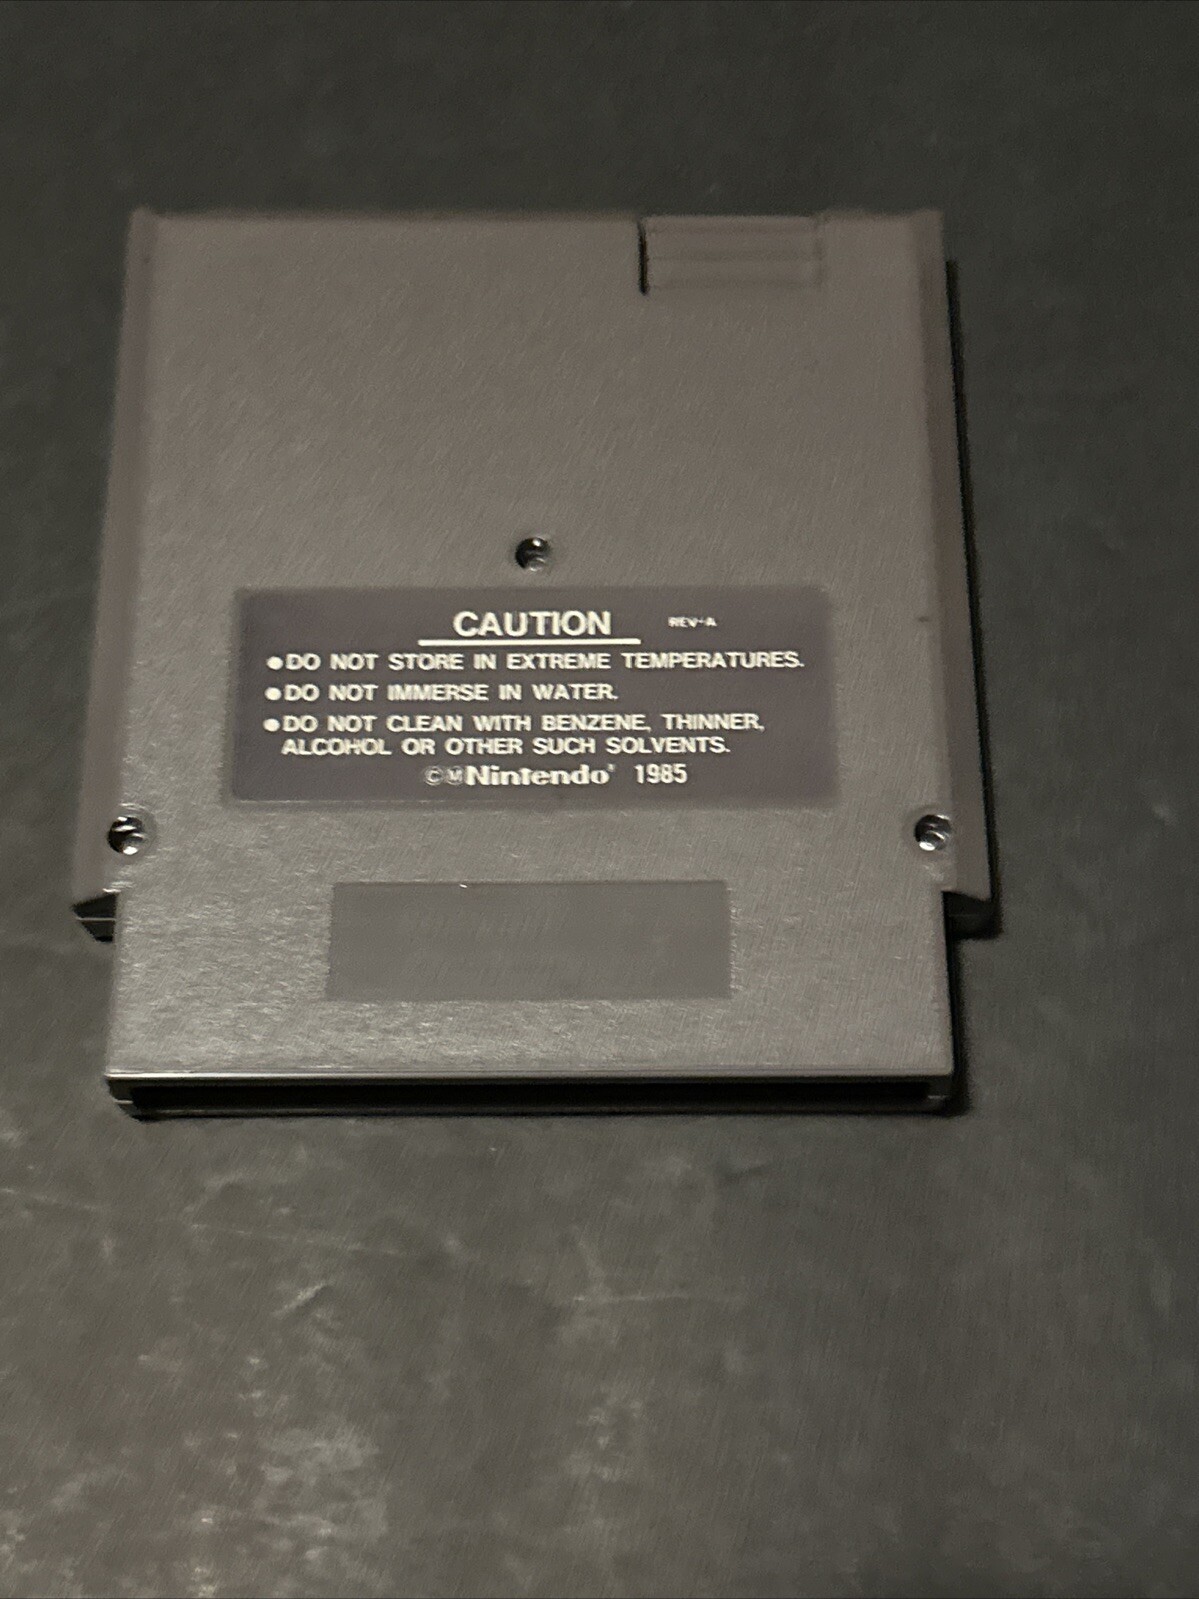 CAUTION REV-A
●DO NOT STORE IN EXTREME TEMPERATURES.
●DO NOT IMMERSE IN WATER.
●DO NOT CLEAN WITH BENZENE, THINNER,
ALCOHOL OR OTHER SUCH SOLVENTS.
©ⓂNintendo® 1985